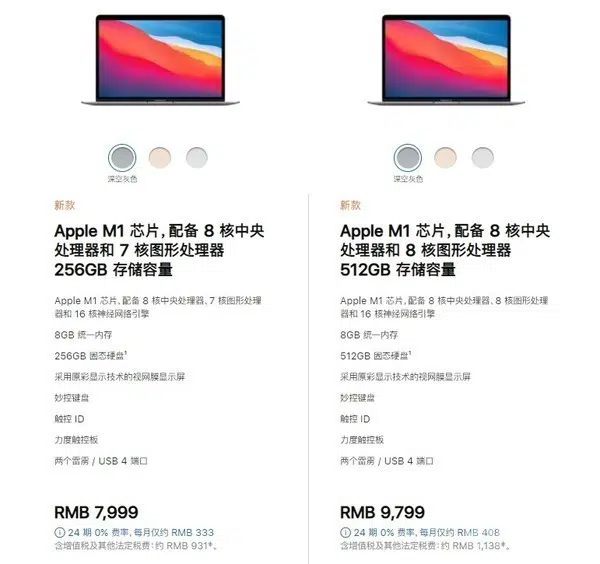 深空灰色
新款
Apple M1 芯片, 配备 8 核中央
处理器和 7 核图形处理器
256GB 存储容量
Apple M1 芯片, 配备 8 核中央处理器、7 核图形处理
器和 16 核神经网络引擎
8GB 统一内存
256GB 固态硬盘¹
采用原彩显示技术的视网膜显示屏
妙控键盘
触控 ID
力度触控板
两个雷雳 / USB 4 端口
RMB 7,999
24 期 0% 费率, 每月仅约 RMB 333
含增值税及其他法定税费: 约 RMB 931*。
深空灰色
新款
Apple M1 芯片, 配备 8 核中央
处理器和 8 核图形处理器
512GB 存储容量
Apple M1 芯片, 配备 8 核中央处理器、8 核图形处理
器和 16 核神经网络引擎
8GB 统一内存
512GB 固态硬盘¹
采用原彩显示技术的视网膜显示屏
妙控键盘
触控 ID
力度触控板
两个雷雳 / USB 4 端口
RMB 9,799
24 期 0% 费率, 每月仅约 RMB 408
含增值税及其他法定税费: 约 RMB 1,138*。